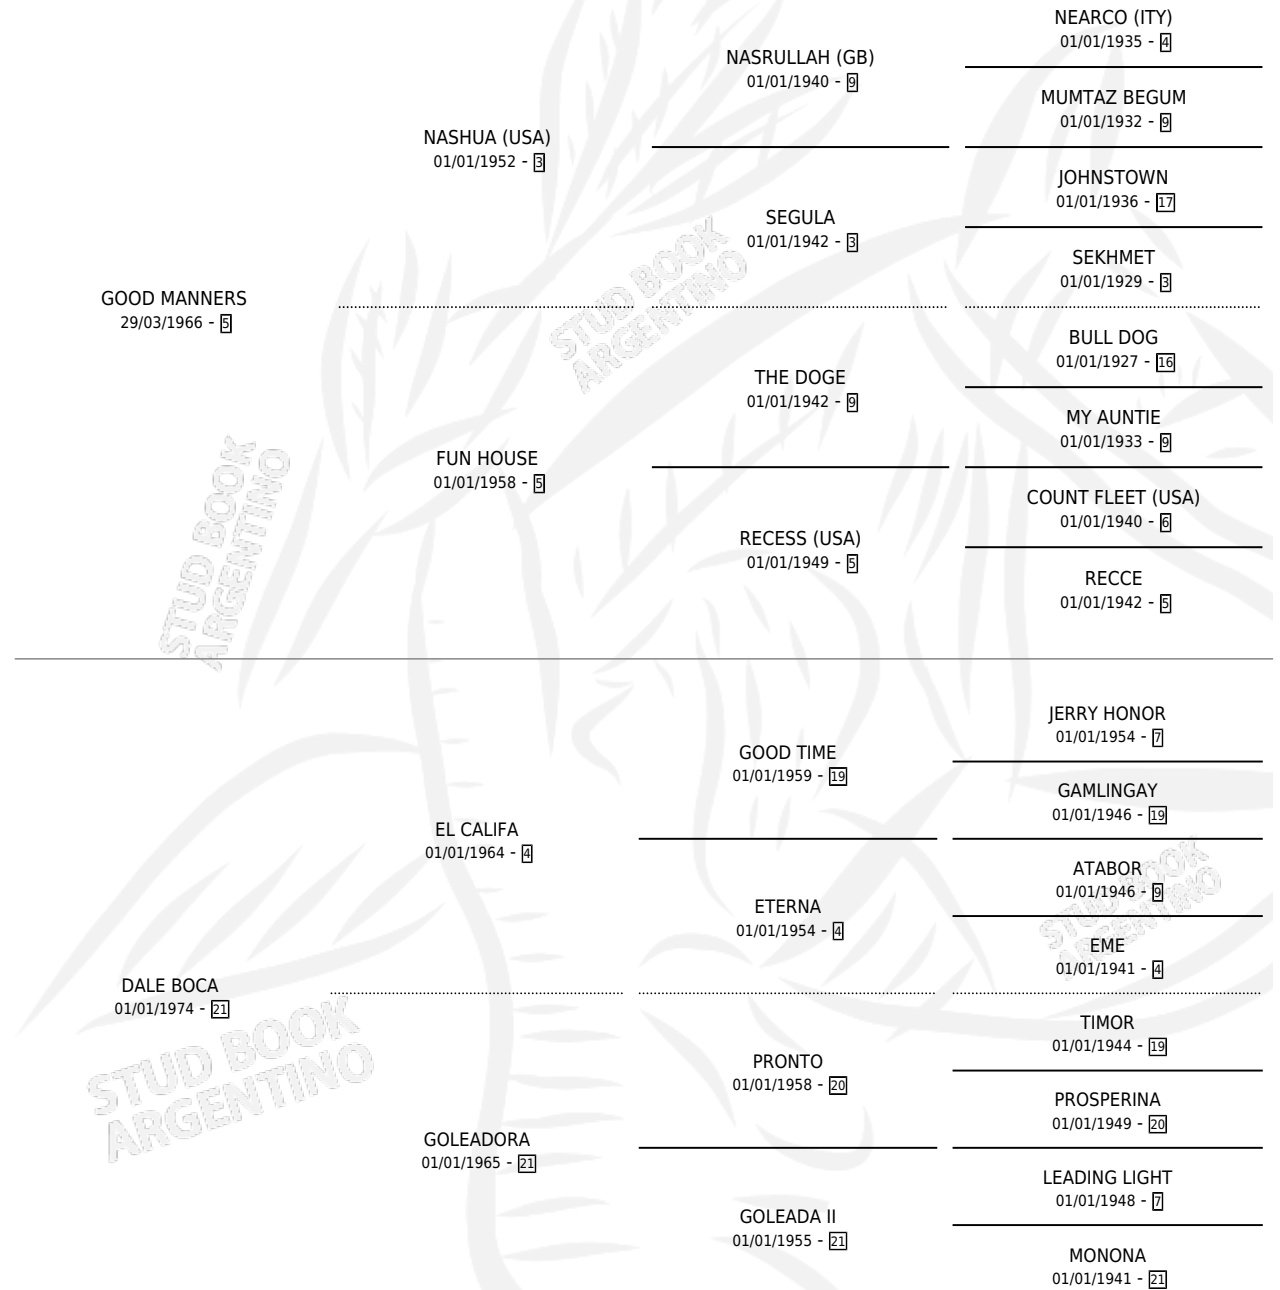 NEARCO (ITY)
01/01/1935 - 4
NASRULLAH (GB)
01/01/1940 - 9
MUMTAZ BEGUM
01/01/1932 - 9
NASHUA (USA)
01/01/1952 - 3
JOHNSTOWN
01/01/1936 - 17
SEGULA
01/01/1942 - 3
SEKHMET
01/01/1929 - 3
GOOD MANNERS
29/03/1966 - 5
BULL DOG
01/01/1927 - 16
THE DOGE
01/01/1942 - 9
MY AUNTIE
01/01/1933 - 9
FUN HOUSE
01/01/1958 - 5
COUNT FLEET (USA)
01/01/1940 - 6
RECESS (USA)
01/01/1949 - 5
RECCE
01/01/1942 - 5
STUD BOOK
ARGENTINO
STUD BOOK
ARGENTINO
JERRY HONOR
01/01/1954 - 7
GOOD TIME
01/01/1959 - 19
GAMLINGAY
01/01/1946 - 19
EL CALIFA
01/01/1964 - 4
ATABOR
01/01/1946 - 9
ETERNA
01/01/1954 - 4
EME
01/01/1941 - 4
DALE BOCA
01/01/1974 - 21
TIMOR
01/01/1944 - 19
PRONTO
01/01/1958 - 20
PROSPERINA
01/01/1949 - 20
GOLEADORA
01/01/1965 - 21
LEADING LIGHT
01/01/1948 - 7
GOLEADA II
01/01/1955 - 21
MONONA
01/01/1941 - 21
STUD BOOK
ARGENTINO
STUD BOOK
ARGENTINO